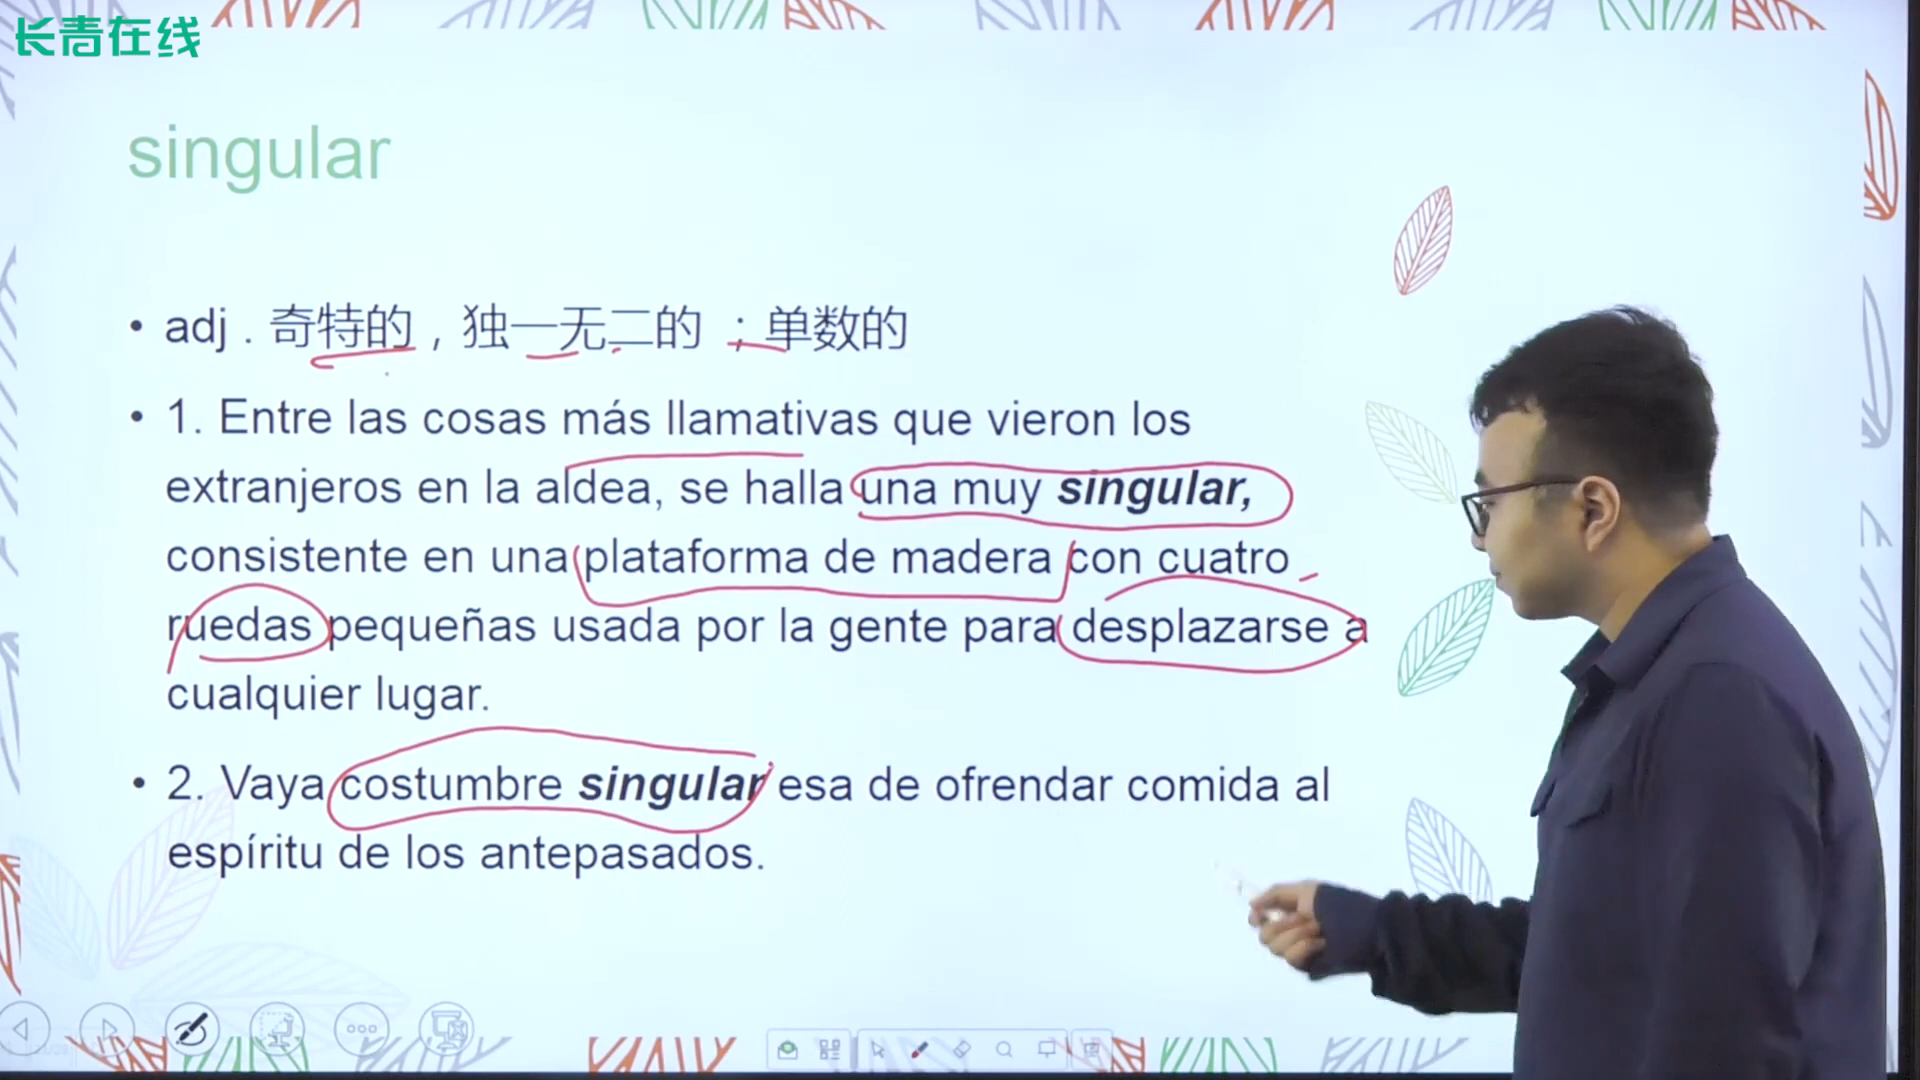 长青在线
singular
• adj . 奇特的，独一无二的 ；单数的
• 1. Entre las cosas más llamativas que vieron los
extranjeros en la aldea, se halla una muy singular,
consistente en una plataforma de madera con cuatro
ruedas pequeñas usada por la gente para desplazarse a
cualquier lugar.
• 2. Vaya costumbre singular esa de ofrendar comida al
espíritu de los antepasados.